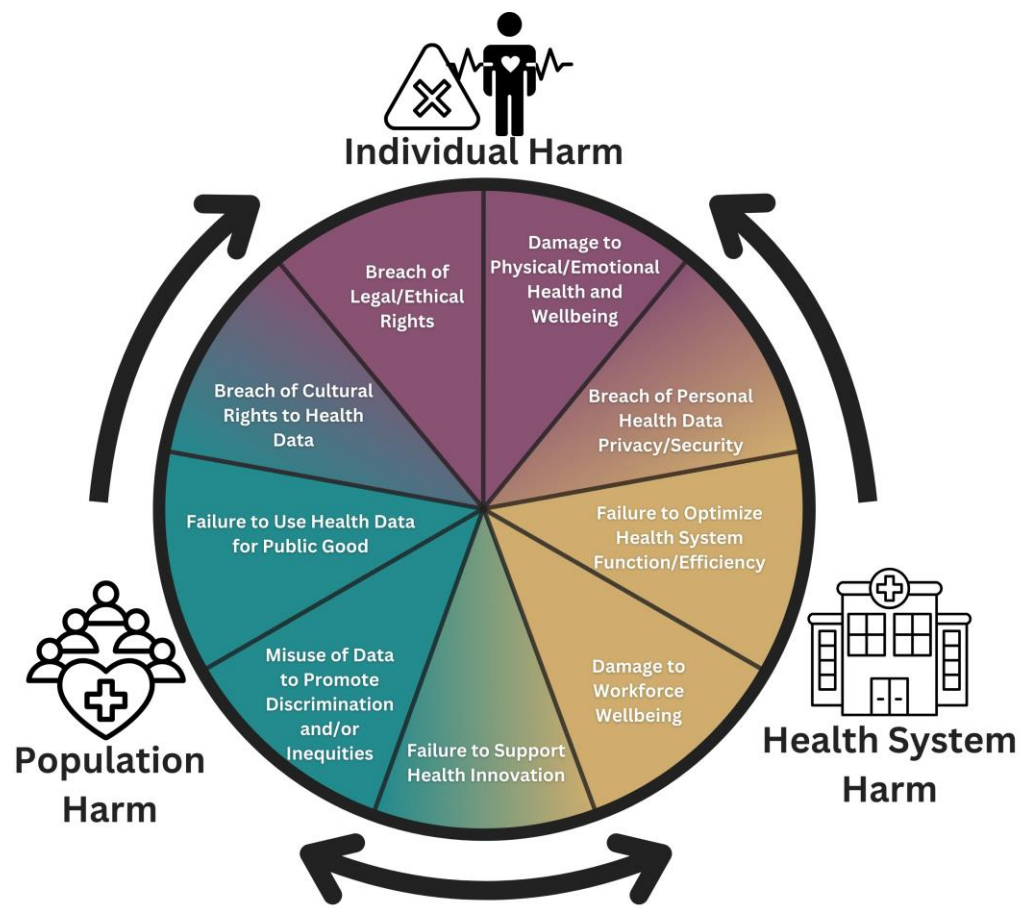 Individual Harm
Breach of
Legal/Ethical
Rights
Damage to
Physical/Emotional
Health and
Wellbeing
Breach of Cultural
Rights to Health
Data
Breach of Personal
Health Data
Privacy/Security
Failure to Use Health Data
for Public Good
Failure to Optimize
Health System
Function/Efficiency
Misuse of Data
to Promote
Discrimination
and/or
Inequities
Failure to Support
Health Innovation
Damage to
Workforce
Wellbeing
Population
Harm
Health System
Harm